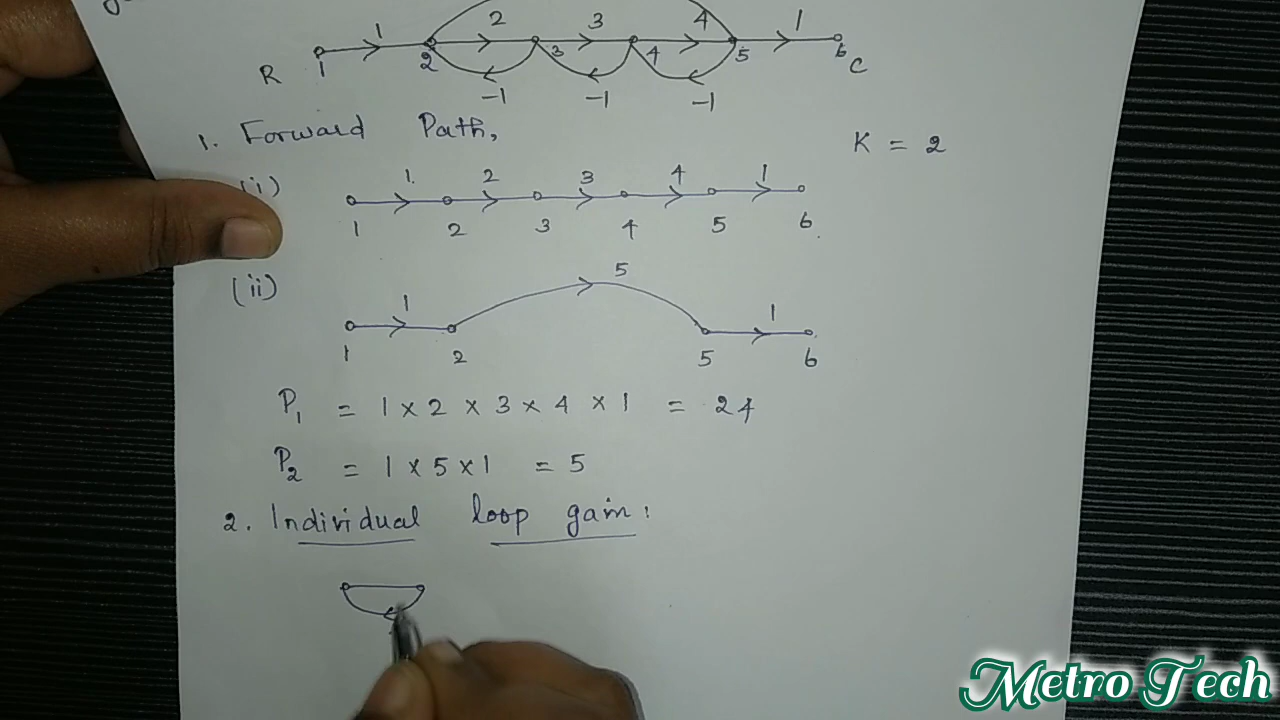 2 3 4 1
1
R 1 2 3 4 5 6 C
-1 -1 -1
1. Forward Path,
K = 2
(i)
1 2 3 4 1
1 2 3 4 5 6
(ii)
1 5 1
1 2 5 6
P1 = 1 × 2 × 3 × 4 × 1 = 24
P2 = 1 × 5 × 1 = 5
2. Individual loop gain:
Metro Tech